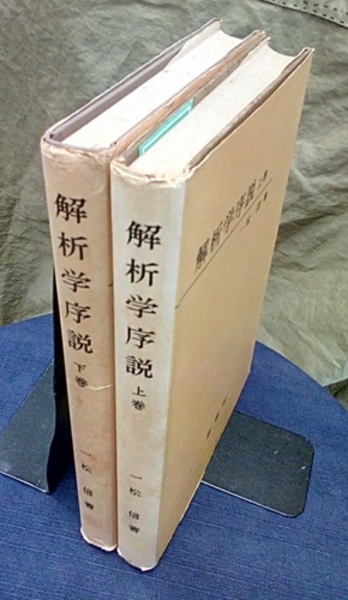 解析学序説
下巻
一松 信著
解析学序説
上巻
一松 信著
解析学序説 上巻